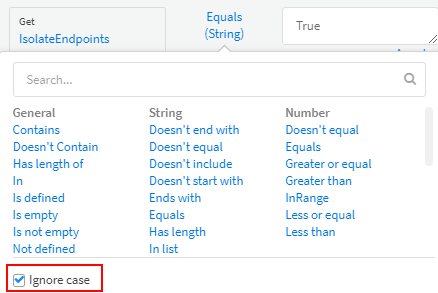 Get
IsolateEndpoints
Equals
(String)
True
Search...
General
Contains
Doesn't Contain
Has length of
In
Is defined
Is empty
Is not empty
Not defined
String
Doesn't end with
Doesn't equal
Doesn't include
Doesn't start with
Ends with
Equals
Has length
In list
Number
Doesn't equal
Equals
Greater or equal
Greater than
InRange
Less or equal
Less than
Ignore case